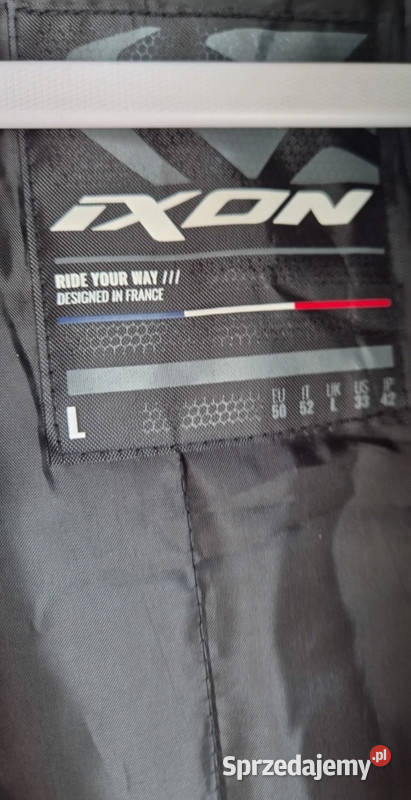 iXON
RIDE YOUR WAY ///
DESIGNED IN FRANCE
L
EU IT UK US JP
50 52 L 33 42
Sprzedajemy.pl